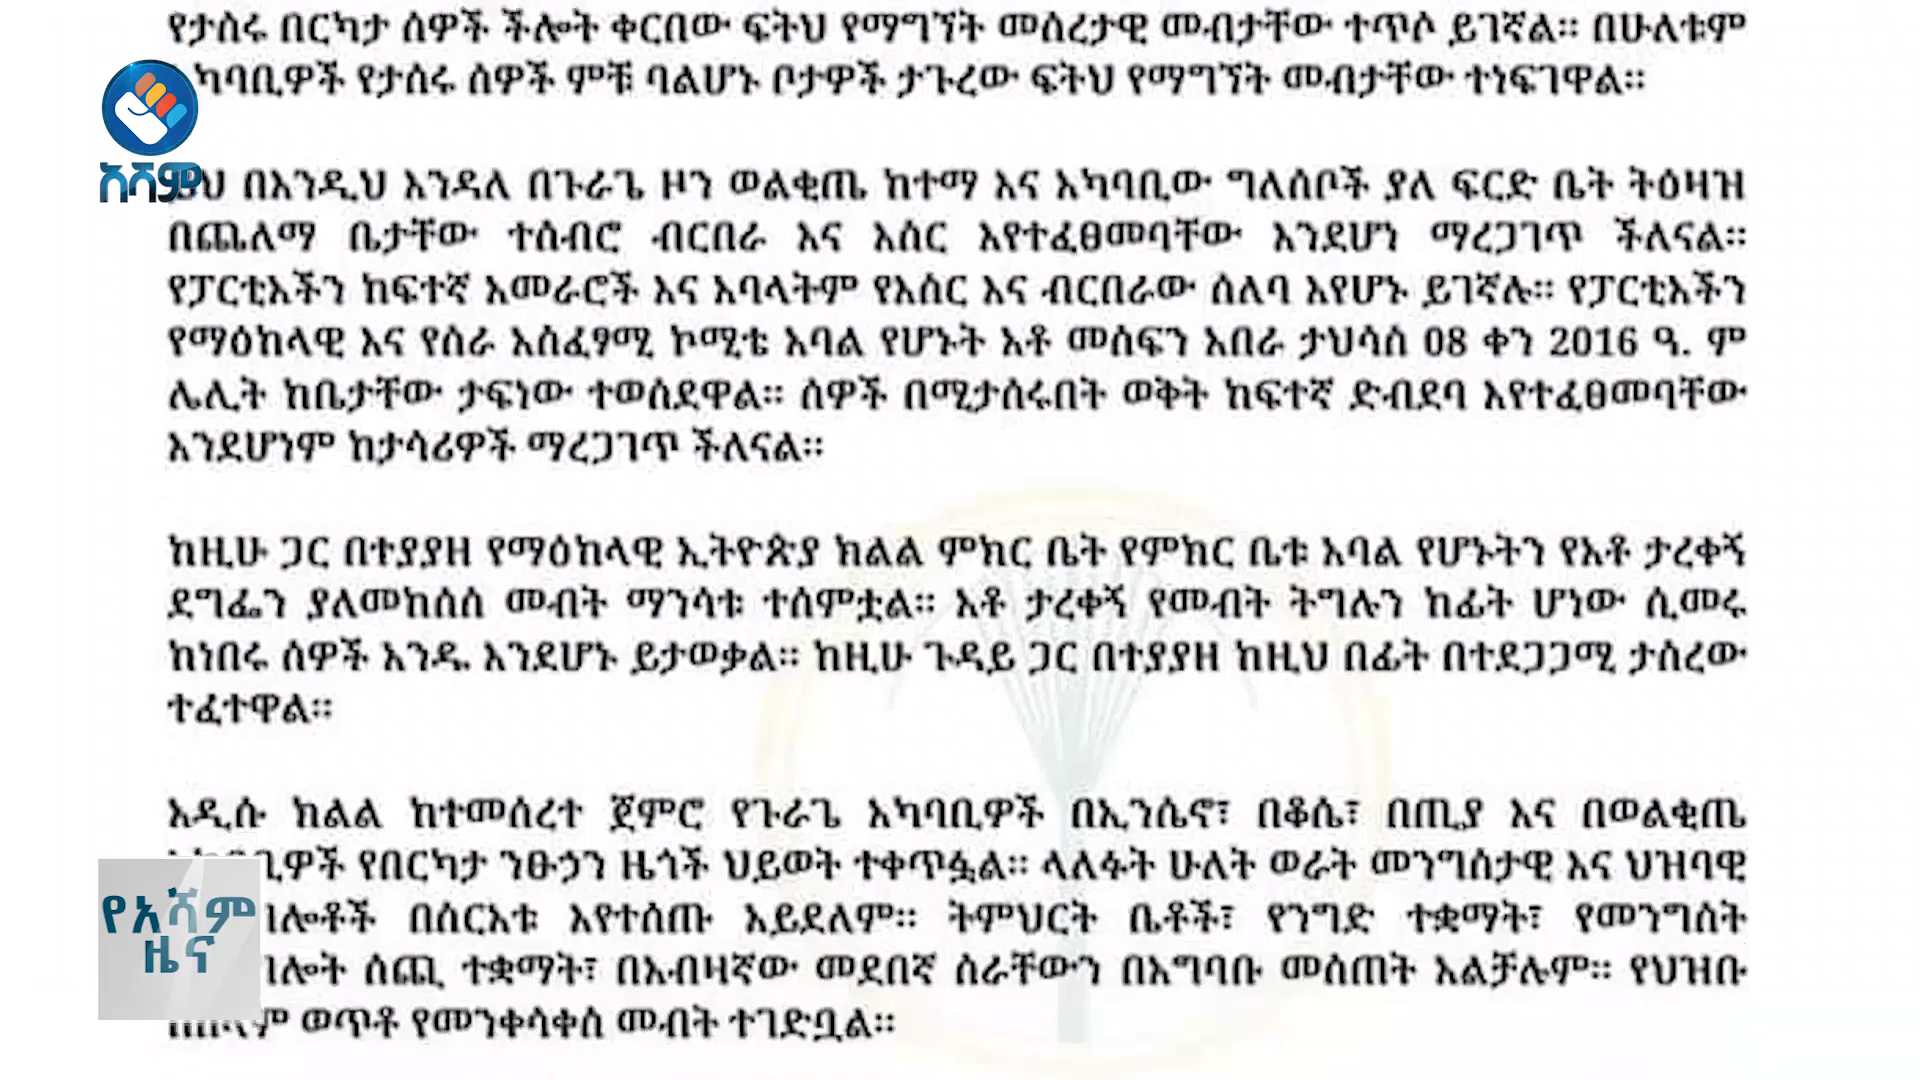 የታሰሩ በርካታ ሰዎች ችሎት ቀርበው ፍትህ የማግኘት መሰረታዊ መብታቸው ተጥሶ ይገኛል። በሁለቱም
የታሰሩ ሰዎች ምቹ ባልሆኑ ቦታዎች ታጉረው ፍትህ የማግኘት መብታቸው ተነፍገዋል።
አሻም
በእንዲህ እንዳለ በጉራጌ ዞን ወልቂጤ ከተማ እና አካባቢው ግለሰቦች ያለ ፍርድ ቤት ትዕዛዝ
በጨለማ ቤታቸው ተሰብሮ ብርበራ እና እስር እየተፈፀመባቸው እንደሆነ ማረጋገጥ ችለናል።
የፓርቲአችን ከፍተኛ አመራሮች እና አባላትም የእስር እና ብርበራው ሰለባ እየሆኑ ይገኛሉ። የፓርቲአችን
የማዕከላዊ እና የስራ አስፈፃሚ ኮሚቴ አባል የሆኑት አቶ መስፍን አበራ ታህሳስ 08 ቀን 2016 ዓ. ም
ሌሊት ከቤታቸው ታፍነው ተወስደዋል። ሰዎች በሚታሰሩበት ወቅት ከፍተኛ ድብደባ እየተፈፀመባቸው
እንደሆነም ከታሳሪዎች ማረጋገጥ ችለናል።
ከዚሁ ጋር በተያያዘ የማዕከላዊ ኢትዮጵያ ክልል ምክር ቤት የምክር ቤቱ አባል የሆኑትን የአቶ ታረቀኝ
ደግፌን ያለመከሰስ መብት ማንሳቱ ተሰምቷል። አቶ ታረቀኝ የመብት ትግሉን ከፊት ሆነው ሲመሩ
ከነበሩ ሰዎች አንዱ እንደሆኑ ይታወቃል። ከዚሁ ጉዳይ ጋር በተያያዘ ከዚህ በፊት በተደጋጋሚ ታስረው
ተፈተዋል።
አዲሱ ክልል ከተመሰረተ ጀምሮ የጉራጌ አካባቢዎች በኢንሴኖ፣ በቆሴ፣ በጢያ እና በወልቂጤ
የበርካታ ንፁኃን ዜጎች ህይወት ተቀጥፏል። ላለፉት ሁለት ወራት መንግስታዊ እና ህዝባዊ
በስርአቱ እየተሰጡ አይደለም። ትምህርት ቤቶች፣ የንግድ ተቋማት፣ የመንግስት
ሰጪ ተቋማት፣ በአብዛኛው መደበኛ ስራቸውን በአግባቡ መስጠት አልቻሉም። የህዝቡ
ወጥቶ የመንቀሳቀስ መብት ተገድቧል።
የአሻም
ዜና